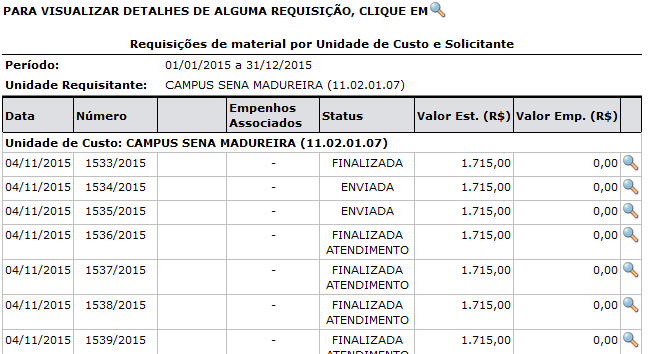 PARA VISUALIZAR DETALHES DE ALGUMA REQUISIÇÃO, CLIQUE EM
Requisições de material por Unidade de Custo e Solicitante
Período: 01/01/2015 a 31/12/2015
Unidade Requisitante: CAMPUS SENA MADUREIRA (11.02.01.07)
Data Número Empenhos Associados Status Valor Est. (R$) Valor Emp. (R$)
Unidade de Custo: CAMPUS SENA MADUREIRA (11.02.01.07)
04/11/2015 1533/2015 - FINALIZADA 1.715,00 0,00
04/11/2015 1534/2015 - ENVIADA 1.715,00 0,00
04/11/2015 1535/2015 - ENVIADA 1.715,00 0,00
04/11/2015 1536/2015 - FINALIZADA ATENDIMENTO 1.715,00 0,00
04/11/2015 1537/2015 - FINALIZADA ATENDIMENTO 1.715,00 0,00
04/11/2015 1538/2015 - FINALIZADA ATENDIMENTO 1.715,00 0,00
04/11/2015 1539/2015 - FINALIZADA 1.715,00 0,00